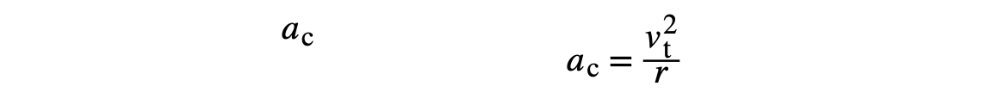 a_c
a_c = v_t^2 / r